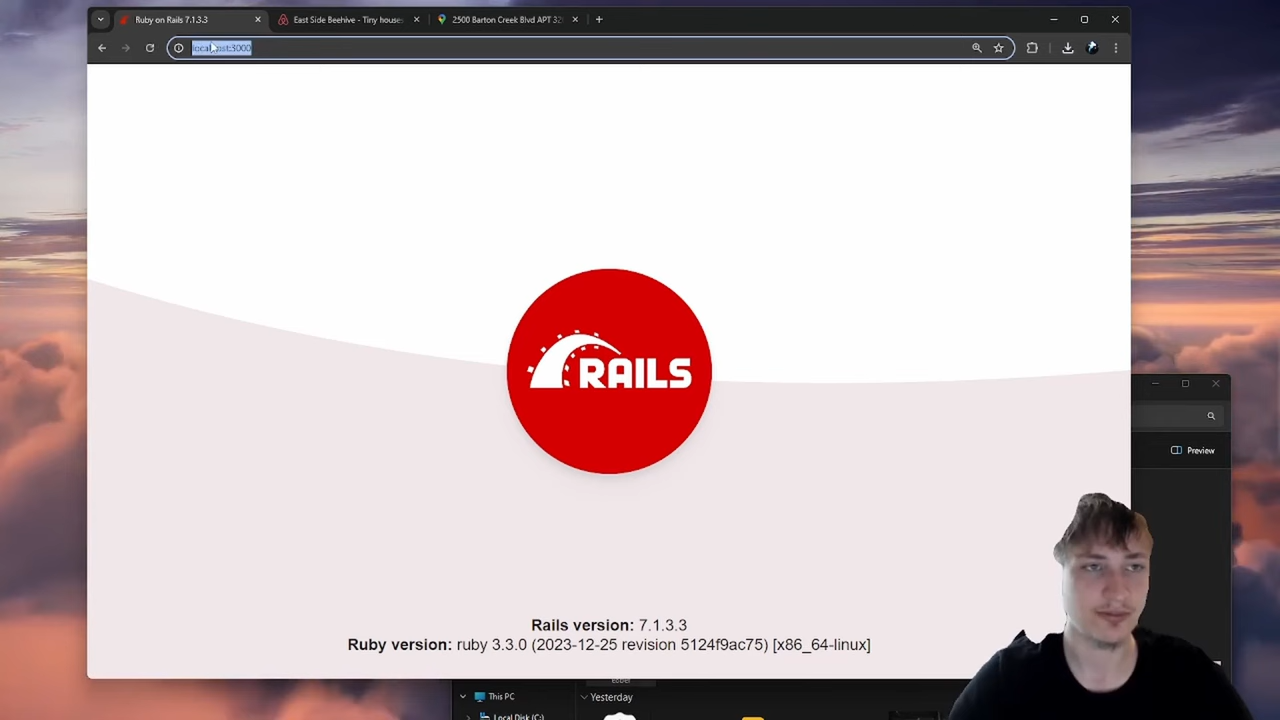 Ruby on Rails 7.1.3.3
East Side Beehive - Tiny houses
2500 Barton Creek Blvd APT
localhost:3000
RAILS
Preview
Rails version: 7.1.3.3
Ruby version: ruby 3.3.0 (2023-12-25 revision 5124f9ac75) [x86_64-linux]
This PC
Yesterday
Local Disk (C:)